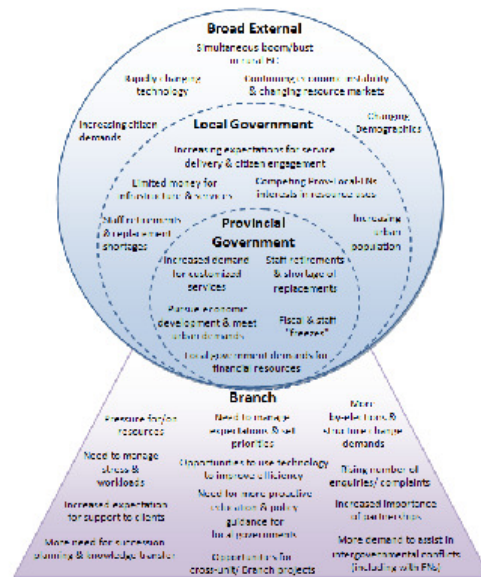 Broad External
Simultaneous boom/bust
in rural BC
Rapidly changing
technology
Continuing economic instability
& changing resource markets
Increasing citizen
demands
Changing
Demographics
Local Government
Increasing expectations for service
delivery & citizen engagement
Limited money for
infrastructure & services
Competing Prov-Local-FNs
interests in resource uses
Staff retirements
& replacement
shortages
Increasing
urban
population
Provincial
Government
Increased demand
for customized
services
Staff retirements
& shortage of
replacements
Pursue economic
development & meet
urban demands
Fiscal & staff
"freezes"
Local government demands for
financial resources
Branch
Pressure for/on
resources
Need to manage
expectations & set
priorities
More
by-elections &
structure change
demands
Need to manage
stress &
workloads
Opportunities to use technology
to improve efficiency
Rising number of
enquiries/ complaints
Increased expectation
for support to clients
Need for more proactive
education & policy
guidance for
local governments
Increased importance
of partnerships
More need for succession
planning & knowledge transfer
Opportunities for
cross-unit/ Branch projects
More demand to assist in
intergovernmental conflicts
(including with FNs)